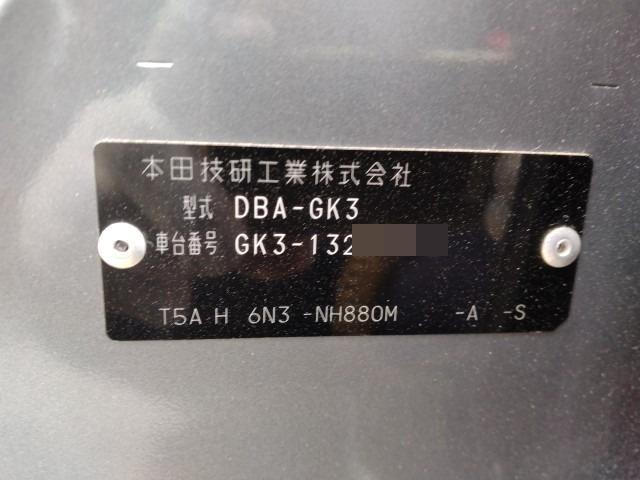 本田技研工業株式会社
型式 DBA-GK3
車台番号 GK3-132
T5A H 6N3 -NH880M -A -S